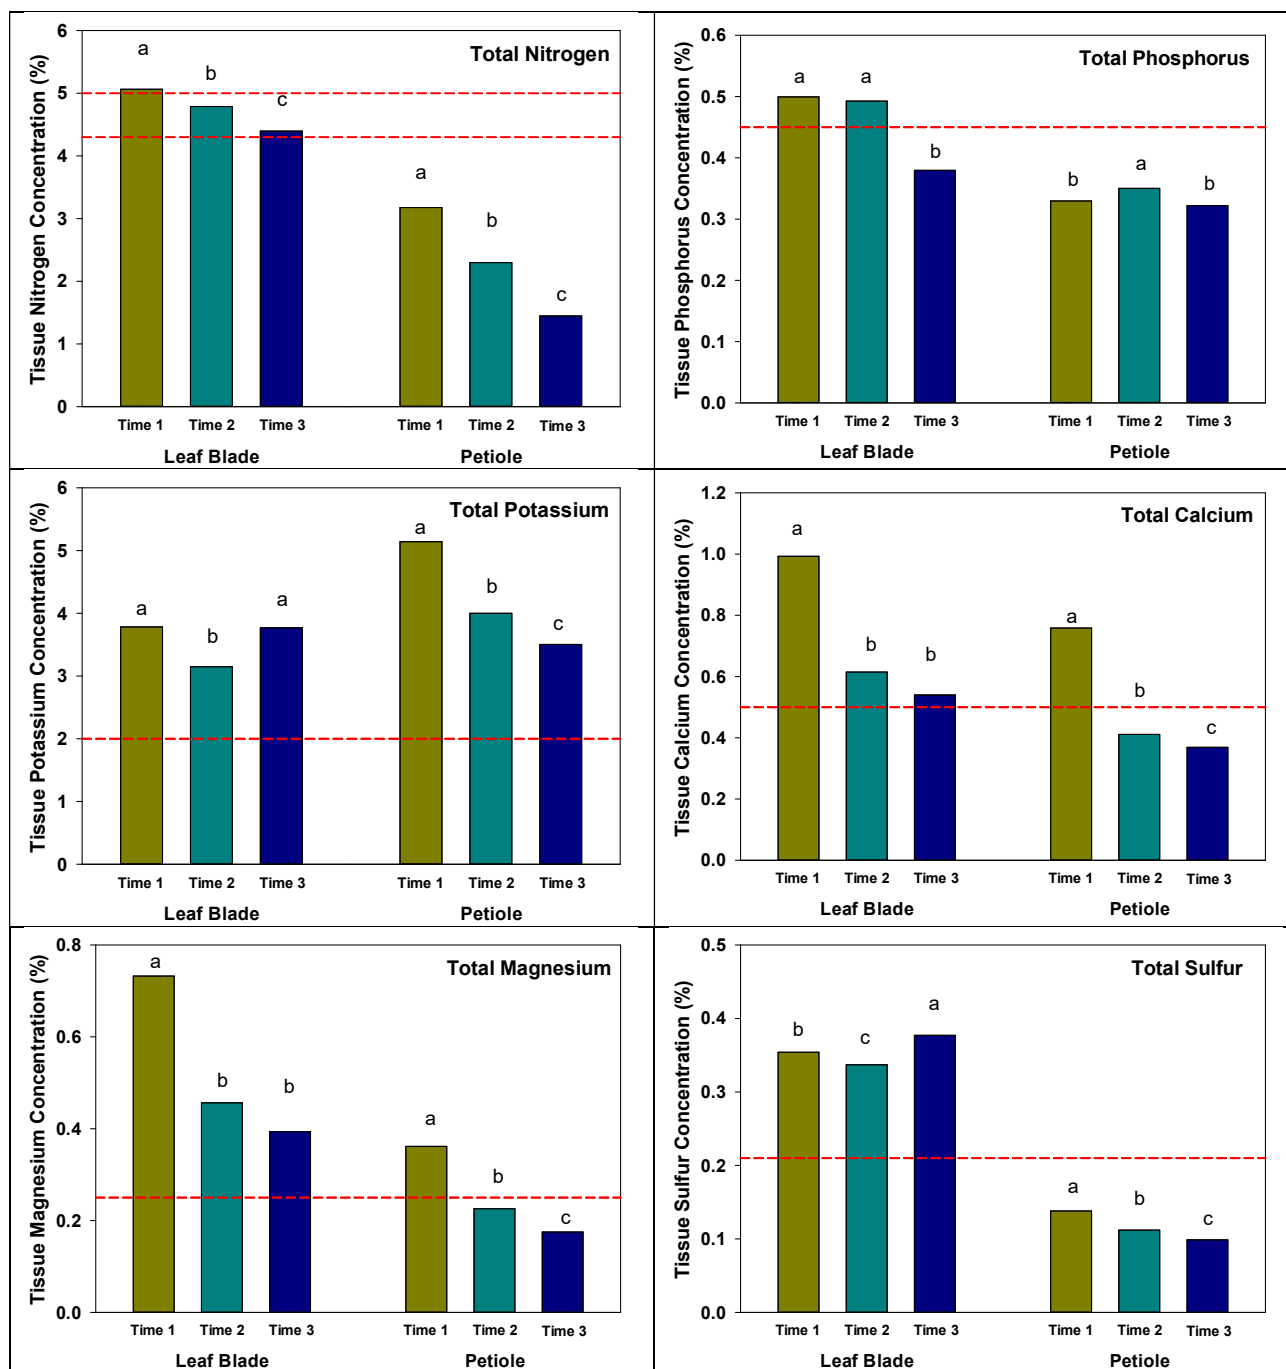 Total Nitrogen
Tissue Nitrogen Concentration (%)
6
5
4
3
2
1
0
a
b
c
a
b
c
Time 1 Time 2 Time 3 Time 1 Time 2 Time 3
Leaf Blade Petiole
Total Phosphorus
Tissue Phosphorus Concentration (%)
0.6
0.5
0.4
0.3
0.2
0.1
0.0
a a
b
b a b
Time 1 Time 2 Time 3 Time 1 Time 2 Time 3
Leaf Blade Petiole
Total Potassium
Tissue Potassium Concentration (%)
6
5
4
3
2
1
0
a b a
a
b
c
Time 1 Time 2 Time 3 Time 1 Time 2 Time 3
Leaf Blade Petiole
Total Calcium
Tissue Calcium Concentration (%)
1.2
1.0
0.8
0.6
0.4
0.2
0.0
a
b b
a
b
c
Time 1 Time 2 Time 3 Time 1 Time 2 Time 3
Leaf Blade Petiole
Total Magnesium
Tissue Magnesium Concentration (%)
0.8
0.6
0.4
0.2
0.0
a
b b
a
b
c
Time 1 Time 2 Time 3 Time 1 Time 2 Time 3
Leaf Blade Petiole
Total Sulfur
Tissue Sulfur Concentration (%)
0.5
0.4
0.3
0.2
0.1
0.0
b c a
a b c
Time 1 Time 2 Time 3 Time 1 Time 2 Time 3
Leaf Blade Petiole